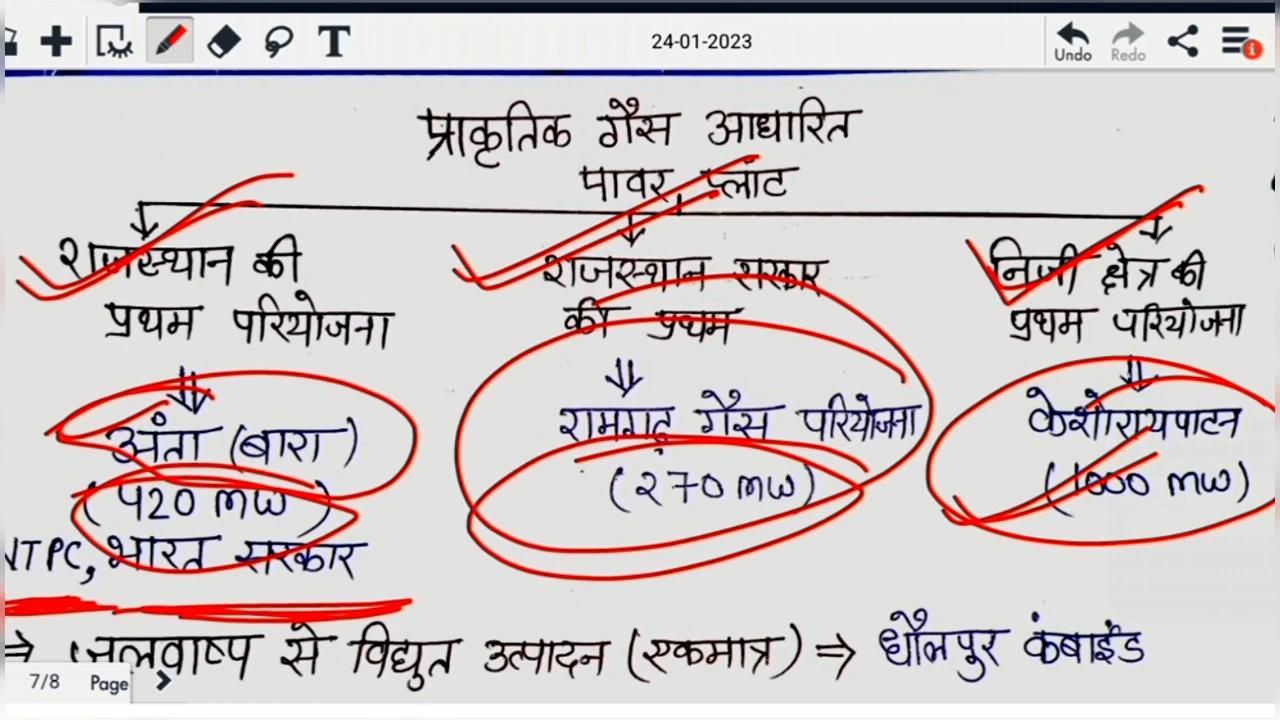 T
24-01-2023
Undo
Redo
प्राकृतिक गैस आधारित
पावर प्लांट
राजस्थान की
प्रथम परियोजना
अंता (बारा)
(420 mw)
NTPC, भारत सरकार
राजस्थान सरकार
की प्रथम
रामगढ़ गैस परियोजना
(270 mw)
निजी क्षेत्र की
प्रथम परियोजना
केशोरायपाटन
(1000 mw)
⇒ जलवाष्प से विद्युत उत्पादन (एकमात्र) ⇒ धौलपुर कंबाईंड
7/8 Page